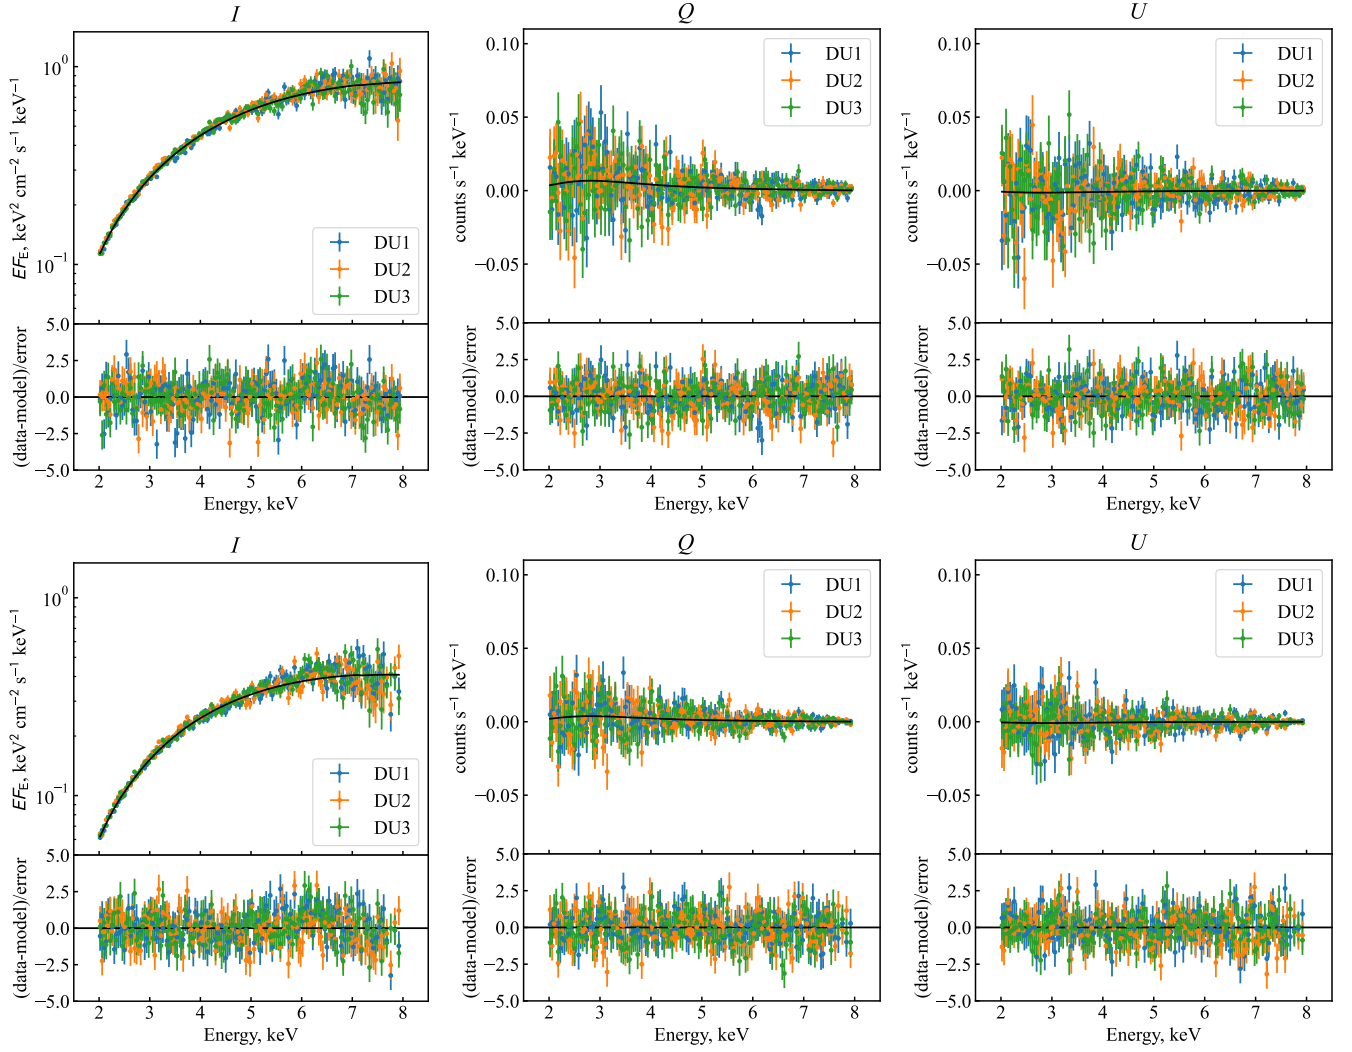 I
Q
U
10⁰
10⁻¹
EF_E, keV² cm⁻² s⁻¹ keV⁻¹
DU1
DU2
DU3
0.10
0.05
0.00
−0.05
counts s⁻¹ keV⁻¹
DU1
DU2
DU3
0.10
0.05
0.00
−0.05
counts s⁻¹ keV⁻¹
DU1
DU2
DU3
5.0
2.5
0.0
−2.5
−5.0
(data-model)/error
2 3 4 5 6 7 8
Energy, keV
5.0
2.5
0.0
−2.5
−5.0
(data-model)/error
2 3 4 5 6 7 8
Energy, keV
5.0
2.5
0.0
−2.5
−5.0
(data-model)/error
2 3 4 5 6 7 8
Energy, keV
I
Q
U
10⁰
10⁻¹
EF_E, keV² cm⁻² s⁻¹ keV⁻¹
DU1
DU2
DU3
0.10
0.05
0.00
−0.05
counts s⁻¹ keV⁻¹
DU1
DU2
DU3
0.10
0.05
0.00
−0.05
counts s⁻¹ keV⁻¹
DU1
DU2
DU3
5.0
2.5
0.0
−2.5
−5.0
(data-model)/error
2 3 4 5 6 7 8
Energy, keV
5.0
2.5
0.0
−2.5
−5.0
(data-model)/error
2 3 4 5 6 7 8
Energy, keV
5.0
2.5
0.0
−2.5
−5.0
(data-model)/error
2 3 4 5 6 7 8
Energy, keV